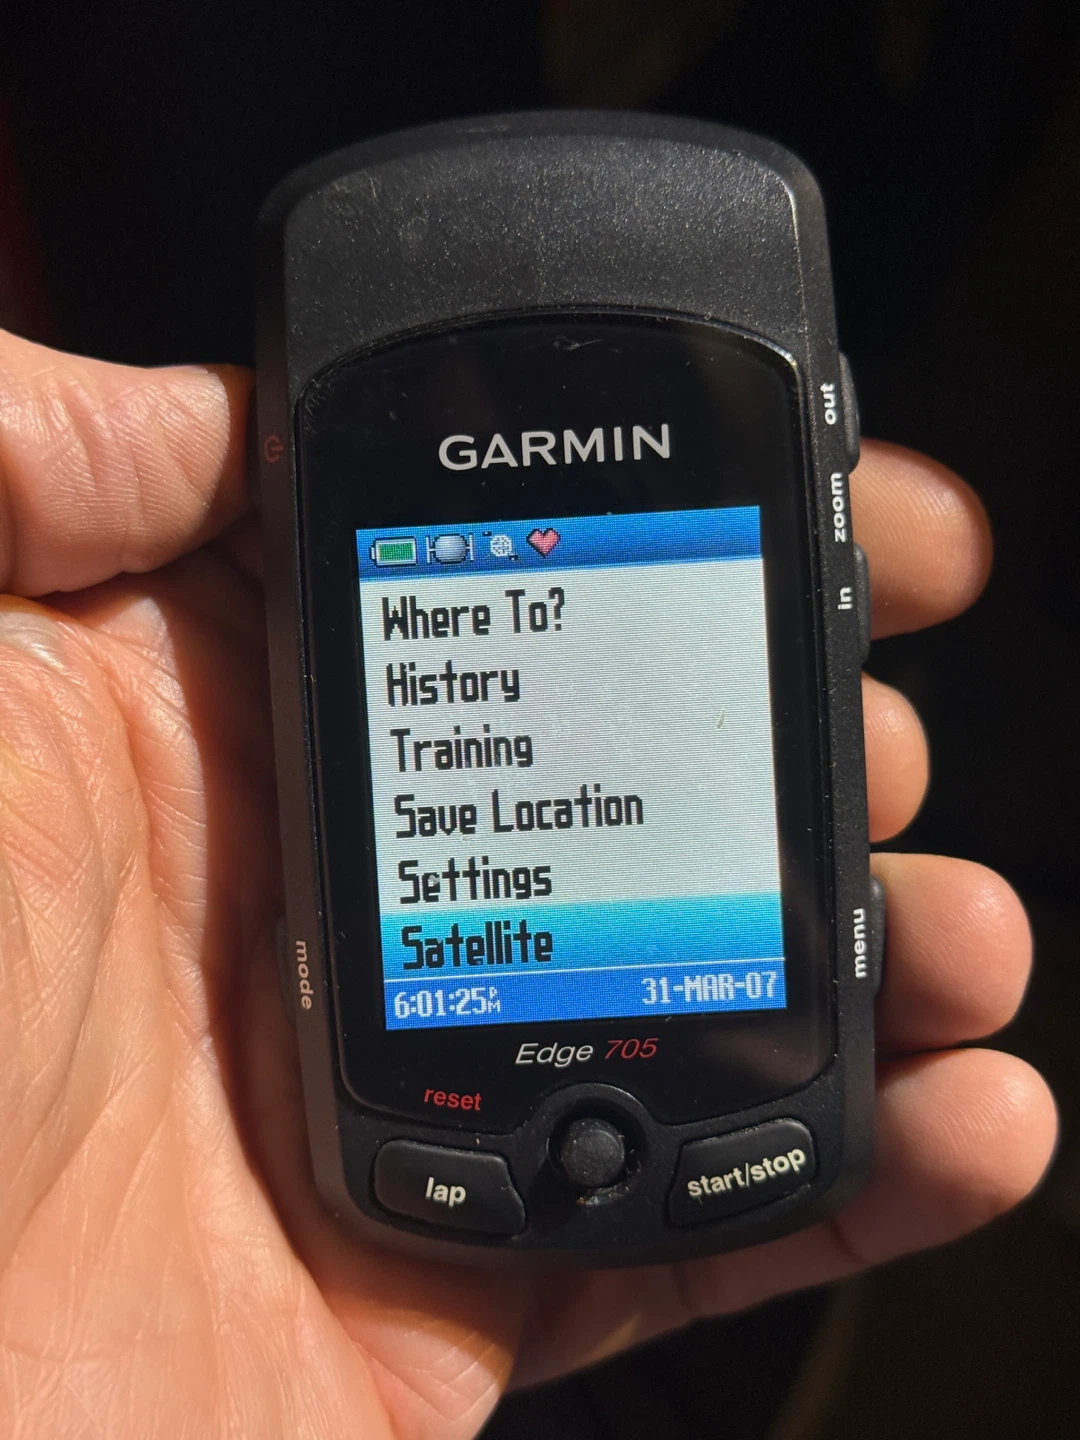 GARMIN
out
zoom
in
Where To?
History
Training
Save Location
Settings
Satellite
6:01:25PM 31-MAR-07
mode
menu
Edge 705
reset
lap
start/stop